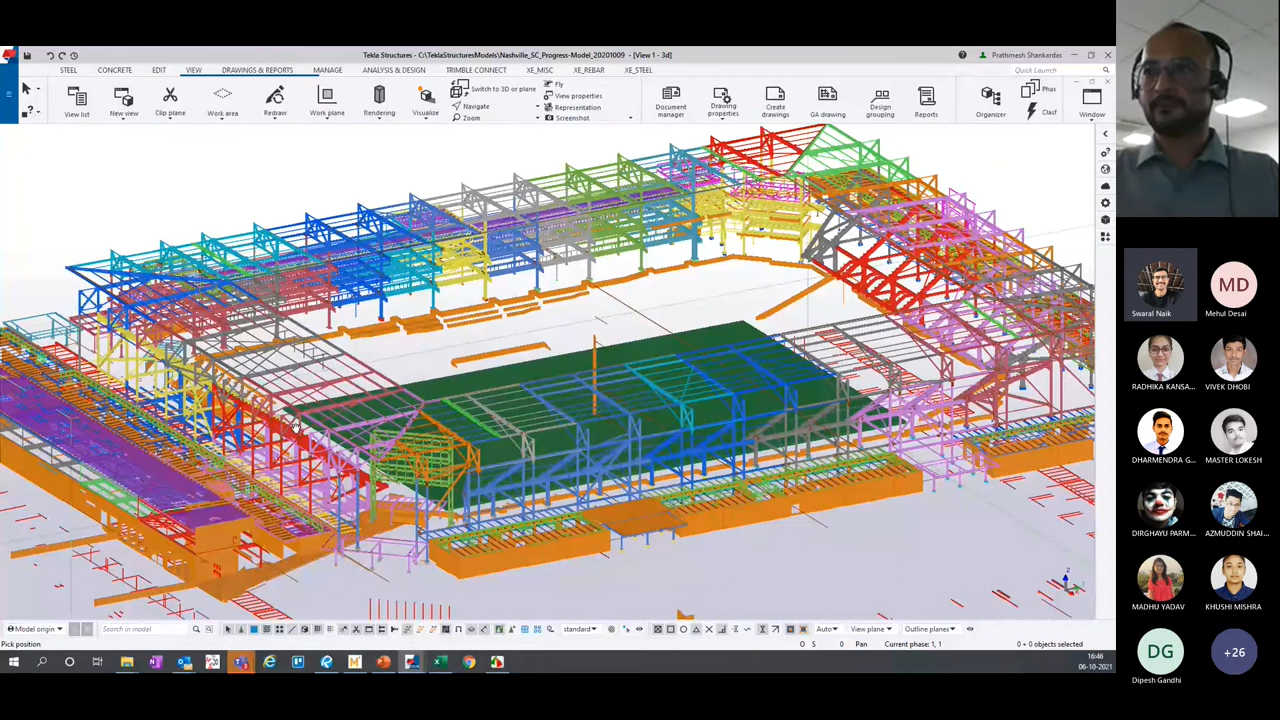 Tekla Structures - C:\TeklaStructuresModels\Nashville_SC_Progress-Model_20201009 - [View 1 - 3d]
Prathmesh Shankardas
STEEL CONCRETE EDIT VIEW DRAWINGS & REPORTS MANAGE ANALYSIS & DESIGN TRIMBLE CONNECT XE_MISC XE_REBAR XE_STEEL Quick Launch
View list
New view
Clip plane
Work area
Redraw
Work plane
Rendering
Visualize
Switch to 3D or plane
Navigate
Zoom
Fly
View properties
Representation
Screenshot
Document manager
Drawing properties
Create drawings
GA drawing
Design grouping
Reports
Organizer
Phas
Clast
Window
Swaral Naik
MD
Mehul Desai
RADHIKA KANSA...
VIVEK DHOBI
DHARMENDRA G...
MASTER LOKESH
DIRGHAYU PARM...
AZMUDDIN SHAI...
MADHU YADAV
KHUSHI MISHRA
DG
Dipesh Gandhi
+26
Z
Model origin
Search in model
standard
Auto
View plane
Outline planes
Pick position
O S 0 Pan Current phase: 1, 1 0 + 0 objects selected
16:46
06-10-2021